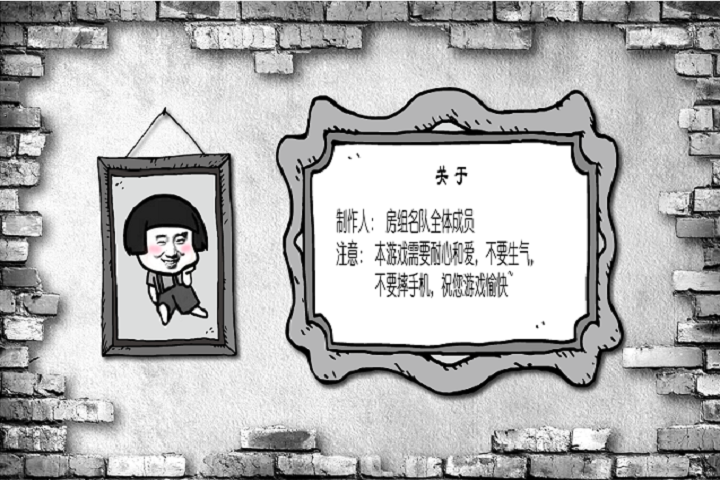 关于
制作人： 房组名队全体成员
注意： 本游戏需要耐心和爱，不要生气，
不要摔手机，祝您游戏愉快~